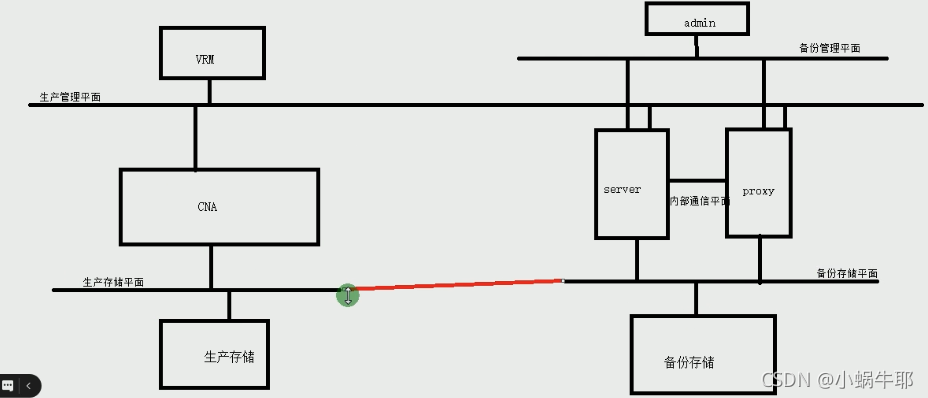 admin
备份管理平面
VRM
生产管理平面
server
proxy
内部通信平面
CNA
生产存储平面
备份存储平面
生产存储
备份存储
CSDN @小蜗牛耶